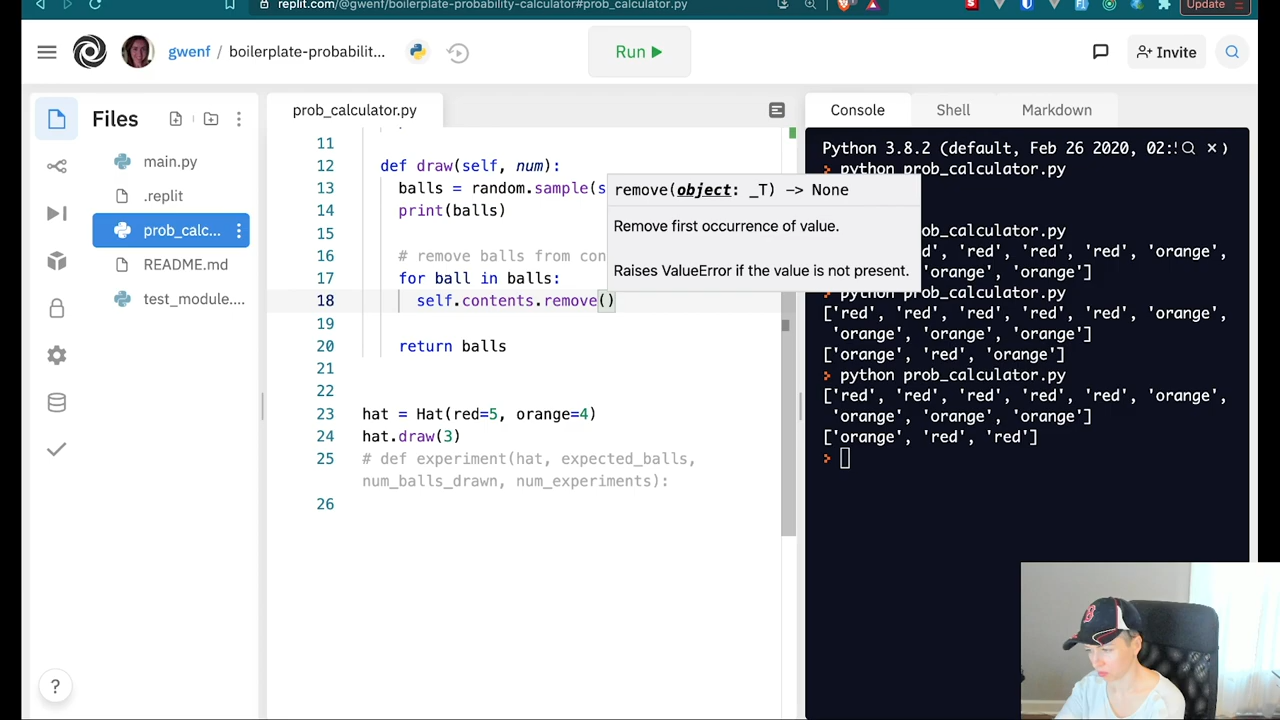 replit.com/@gwenf/boilerplate-probability-calculator#prob_calculator.py
Update
gwenf / boilerplate-probabilit...
Run
Invite
Files
main.py
.replit
prob_calc...
README.md
test_module....
prob_calculator.py
11
12 def draw(self, num):
13 balls = random.sample(s
14 print(balls)
15
16 # remove balls from con
17 for ball in balls:
18 self.contents.remove()
19
20 return balls
21
22
23 hat = Hat(red=5, orange=4)
24 hat.draw(3)
25 # def experiment(hat, expected_balls,
num_balls_drawn, num_experiments):
26
remove(object: _T) -> None
Remove first occurrence of value.
Raises ValueError if the value is not present.
Console
Shell
Markdown
Python 3.8.2 (default, Feb 26 2020, 02:
python prob_calculator.py
ob_calculator.py
'red', 'red', 'red', 'orange',
'orange', 'orange']
python prob_calculator.py
['red', 'red', 'red', 'red', 'red', 'orange',
'orange', 'orange', 'orange']
['orange', 'red', 'orange']
python prob_calculator.py
['red', 'red', 'red', 'red', 'red', 'orange',
'orange', 'orange', 'orange']
['orange', 'red', 'red']
?